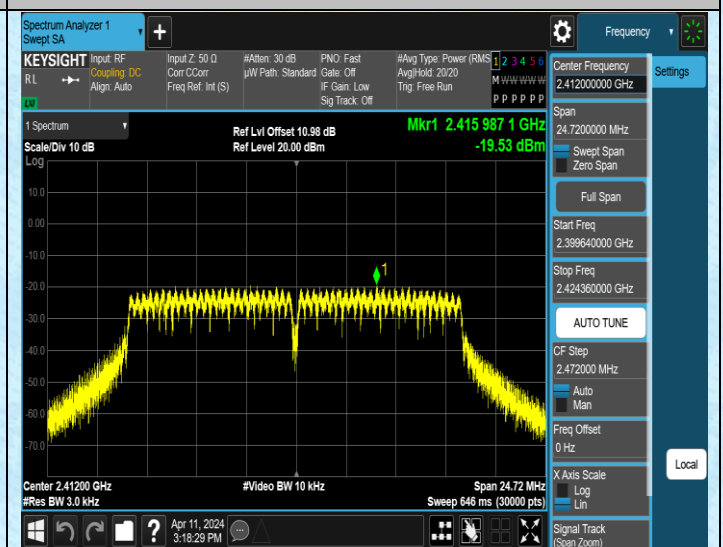 Spectrum Analyzer 1
Swept SA
+
Frequency
KEYSIGHT
RL
Input: RF
Coupling: DC
Align: Auto
Input Z: 50 Ω
Corr CCorr
Freq Ref: Int (S)
#Atten: 30 dB
µW Path: Standard
PNO: Fast
Gate: Off
IF Gain: Low
Sig Track: Off
#Avg Type: Power (RMS
Avg|Hold: 20/20
Trig: Free Run
1 2 3 4 5 6
M W W W W W
P P P P P P
1 Spectrum
Scale/Div 10 dB
Log
Ref Lvl Offset 10.98 dB
Ref Level 20.00 dBm
Mkr1 2.415 987 1 GHz
-19.53 dBm
10.0
0.00
-10.0
-20.0
-30.0
-40.0
-50.0
-60.0
-70.0
1
Center 2.41200 GHz
#Res BW 3.0 kHz
#Video BW 10 kHz
Span 24.72 MHz
Sweep 646 ms (30000 pts)
Apr 11, 2024
3:18:29 PM
Center Frequency
2.412000000 GHz
Settings
Span
24.7200000 MHz
Swept Span
Zero Span
Full Span
Start Freq
2.399640000 GHz
Stop Freq
2.424360000 GHz
AUTO TUNE
CF Step
2.472000 MHz
Auto
Man
Freq Offset
0 Hz
X Axis Scale
Log
Lin
Local
Signal Track
(Span Zoom)